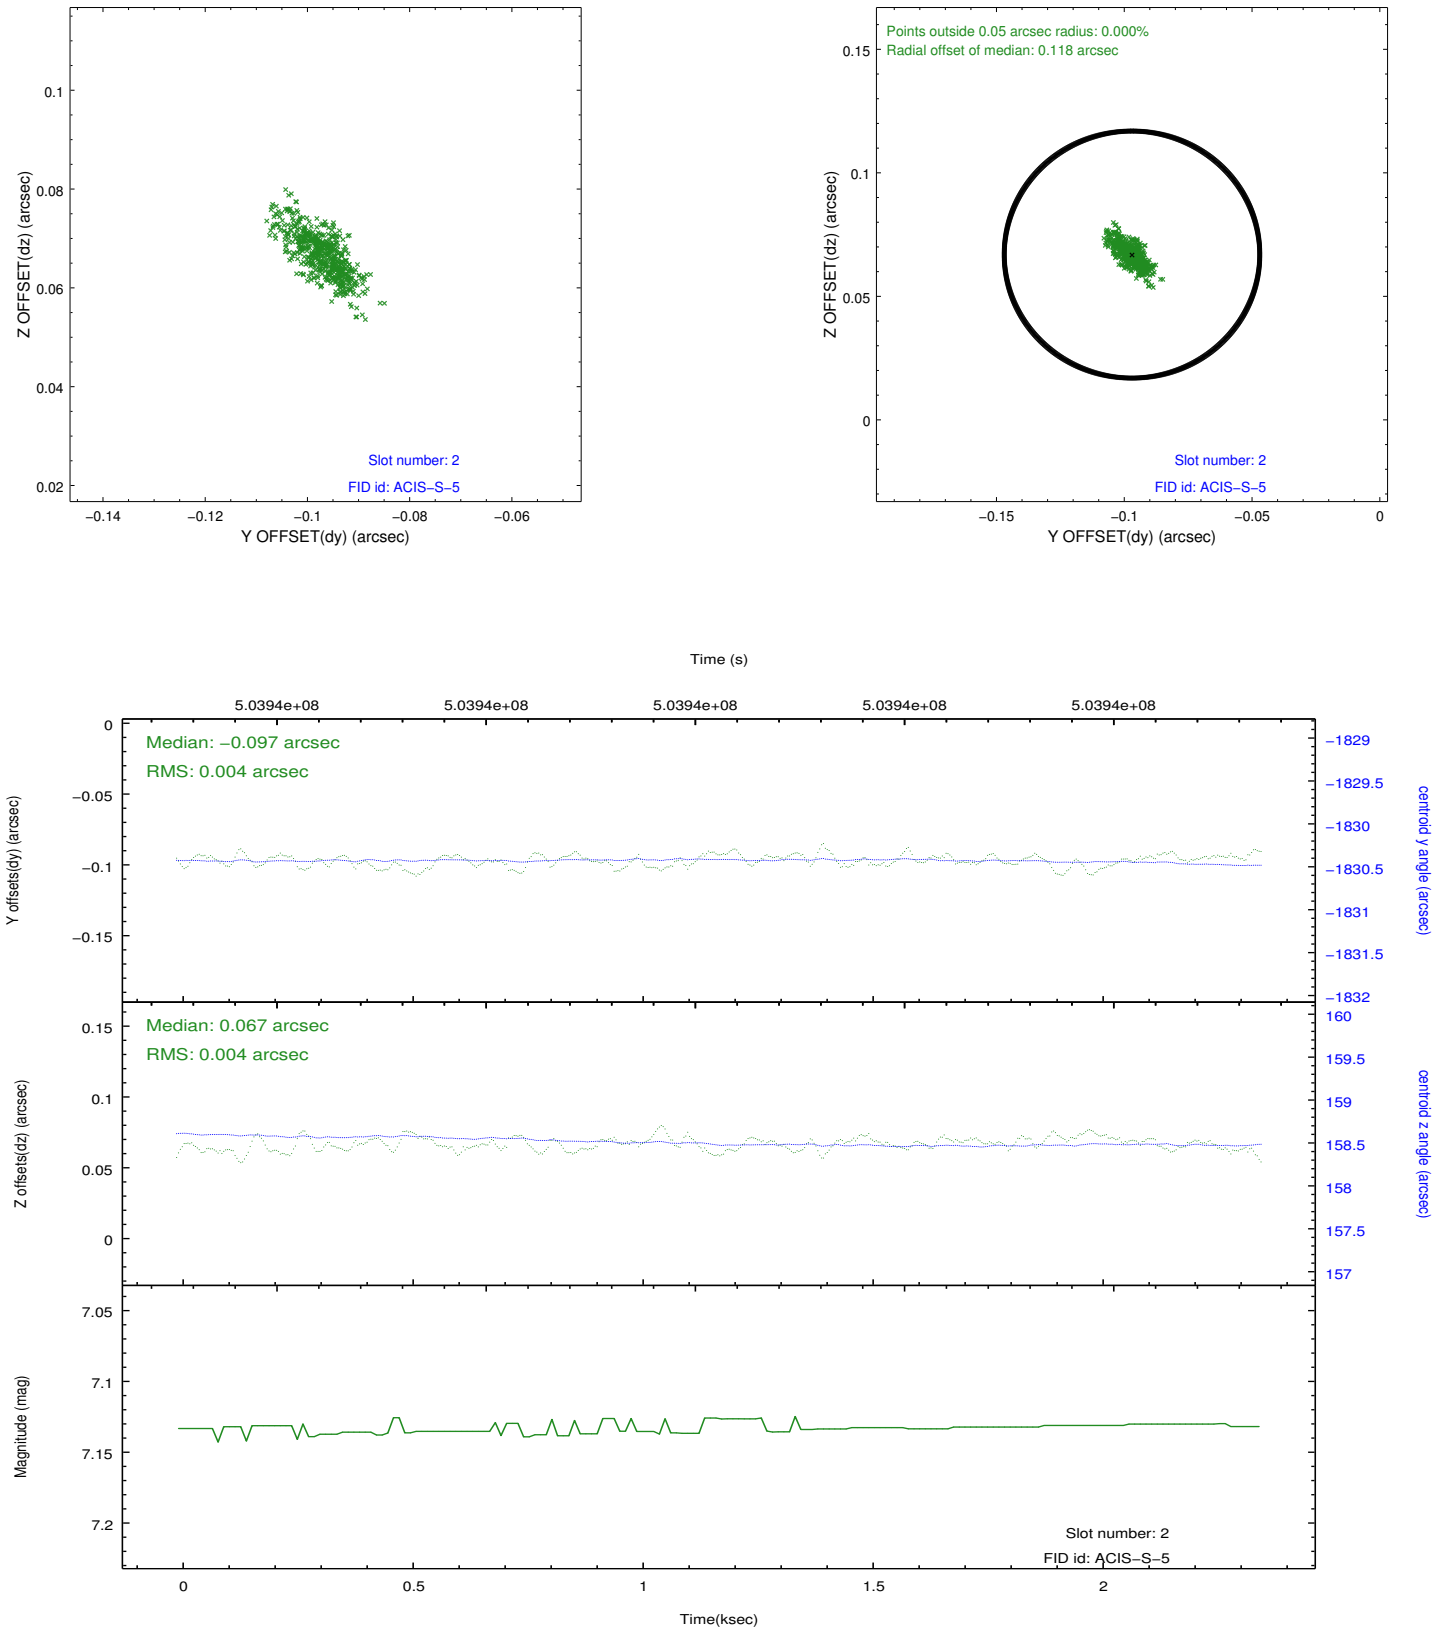 0.1
0.08
0.06
0.04
0.02
Z OFFSET(dz) (arcsec)
Slot number: 2
FID id: ACIS−S−5
−0.14
−0.12
−0.1
−0.08
−0.06
Y OFFSET(dy) (arcsec)
Points outside 0.05 arcsec radius: 0.000%
Radial offset of median: 0.118 arcsec
0.15
0.1
0.05
0
Z OFFSET(dz) (arcsec)
Slot number: 2
FID id: ACIS−S−5
−0.15
−0.1
−0.05
0
Y OFFSET(dy) (arcsec)
Time (s)
5.0394e+08
5.0394e+08
5.0394e+08
5.0394e+08
5.0394e+08
Median: −0.097 arcsec
RMS: 0.004 arcsec
0
−0.05
−0.1
−0.15
Y offsets(dy) (arcsec)
−1829
−1829.5
−1830
−1830.5
−1831
−1831.5
−1832
centroid y angle (arcsec)
Median: 0.067 arcsec
RMS: 0.004 arcsec
0.15
0.1
0.05
0
Z offsets(dz) (arcsec)
160
159.5
159
158.5
158
157.5
157
centroid z angle (arcsec)
7.05
7.1
7.15
7.2
Magnitude (mag)
Slot number: 2
FID id: ACIS−S−5
0
0.5
1
1.5
2
Time(ksec)